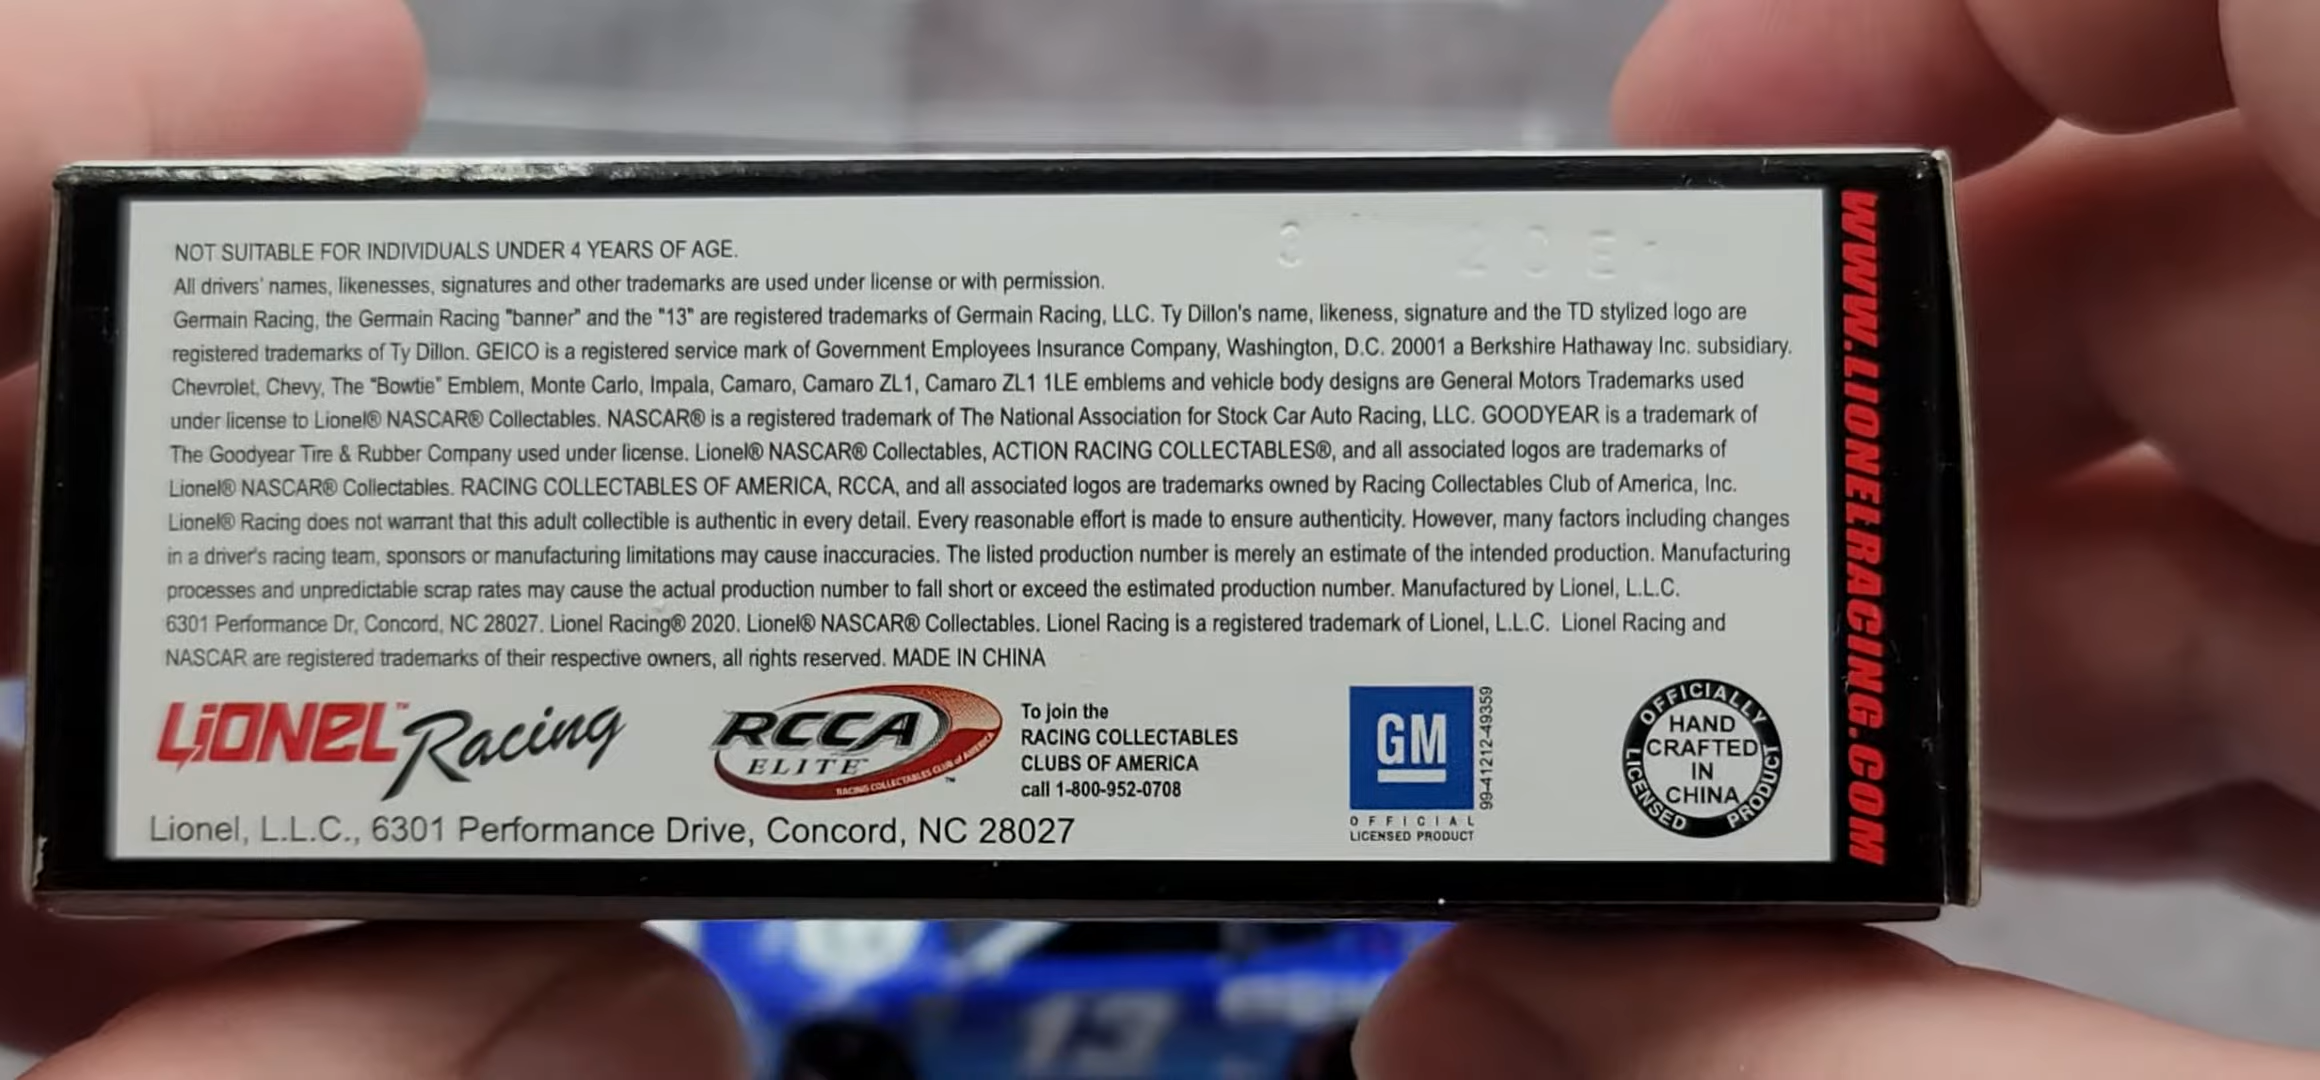 NOT SUITABLE FOR INDIVIDUALS UNDER 4 YEARS OF AGE.
All drivers' names, likenesses, signatures and other trademarks are used under license or with permission.
Germain Racing, the Germain Racing "banner" and the "13" are registered trademarks of Germain Racing, LLC. Ty Dillon's name, likeness, signature and the TD stylized logo are
registered trademarks of Ty Dillon. GEICO is a registered service mark of Government Employees Insurance Company, Washington, D.C. 20001 a Berkshire Hathaway Inc. subsidiary.
Chevrolet, Chevy, The "Bowtie" Emblem, Monte Carlo, Impala, Camaro, Camaro ZL1, Camaro ZL1 1LE emblems and vehicle body designs are General Motors Trademarks used
under license to Lionel® NASCAR® Collectables. NASCAR® is a registered trademark of The National Association for Stock Car Auto Racing, LLC. GOODYEAR is a trademark of
The Goodyear Tire & Rubber Company used under license. Lionel® NASCAR® Collectables, ACTION RACING COLLECTABLES®, and all associated logos are trademarks of
Lionel® NASCAR® Collectables. RACING COLLECTABLES OF AMERICA, RCCA, and all associated logos are trademarks owned by Racing Collectables Club of America, Inc.
Lionel® Racing does not warrant that this adult collectible is authentic in every detail. Every reasonable effort is made to ensure authenticity. However, many factors including changes
in a driver's racing team, sponsors or manufacturing limitations may cause inaccuracies. The listed production number is merely an estimate of the intended production. Manufacturing
processes and unpredictable scrap rates may cause the actual production number to fall short or exceed the estimated production number. Manufactured by Lionel, L.L.C.
6301 Performance Dr, Concord, NC 28027. Lionel Racing® 2020. Lionel® NASCAR® Collectables. Lionel Racing is a registered trademark of Lionel, L.L.C. Lionel Racing and
NASCAR are registered trademarks of their respective owners, all rights reserved. MADE IN CHINA
LIONEL™ Racing
RCCA
ELITE™
RACING COLLECTABLES CLUB of AMERICA™
To join the
RACING COLLECTABLES
CLUBS OF AMERICA
call 1-800-952-0708
GM
OFFICIAL
LICENSED PRODUCT
99-41212-49359
OFFICIALLY LICENSED PRODUCT
HAND
CRAFTED
IN
CHINA
Lionel, L.L.C., 6301 Performance Drive, Concord, NC 28027
WWW.LIONELRACING.COM
13